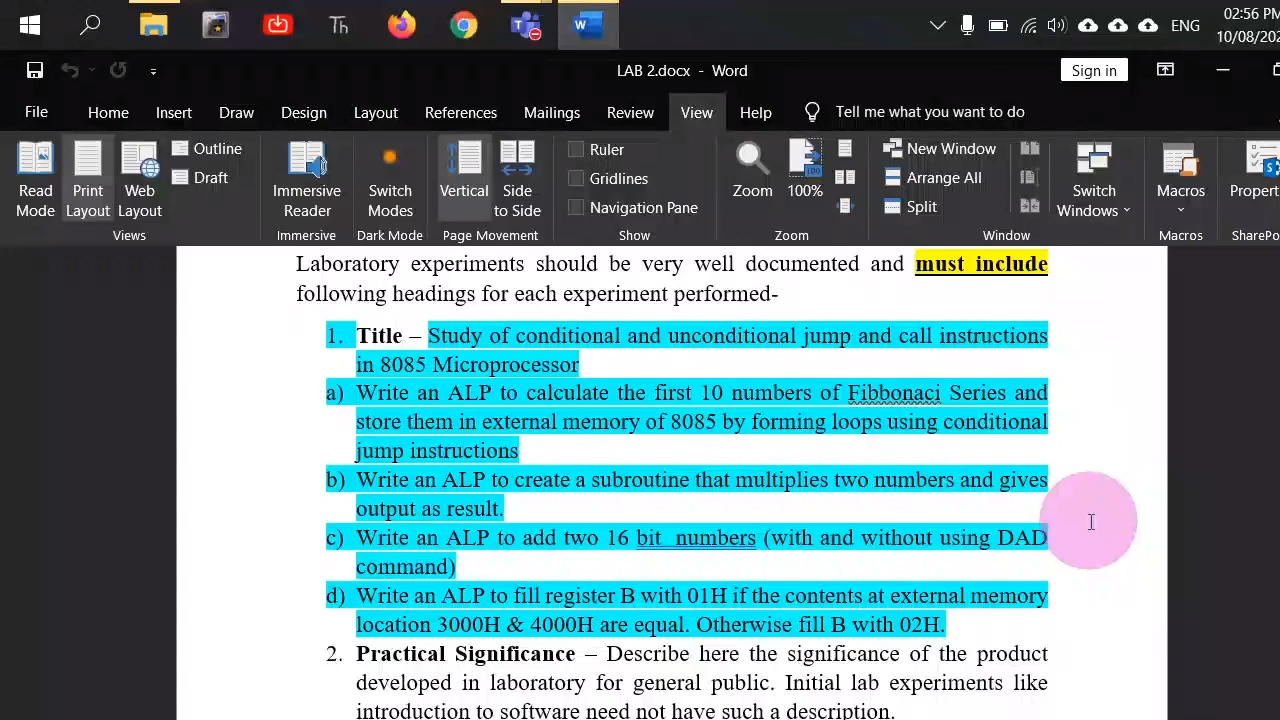 02:56 PM
ENG
10/08/202
LAB 2.docx - Word
Sign in
File Home Insert Draw Design Layout References Mailings Review View Help Tell me what you want to do
Read Mode
Print Layout
Web Layout
Outline
Draft
Views
Immersive Reader
Immersive
Switch Modes
Dark Mode
Vertical
Side to Side
Page Movement
Ruler
Gridlines
Navigation Pane
Show
Zoom
100%
Zoom
New Window
Arrange All
Split
Switch Windows
Window
Macros
Macros
Laboratory experiments should be very well documented and must include
following headings for each experiment performed-
1. Title – Study of conditional and unconditional jump and call instructions
in 8085 Microprocessor
a) Write an ALP to calculate the first 10 numbers of Fibbonaci Series and
store them in external memory of 8085 by forming loops using conditional
jump instructions
b) Write an ALP to create a subroutine that multiplies two numbers and gives
output as result.
c) Write an ALP to add two 16 bit numbers (with and without using DAD
command)
d) Write an ALP to fill register B with 01H if the contents at external memory
location 3000H & 4000H are equal. Otherwise fill B with 02H.
2. Practical Significance – Describe here the significance of the product
developed in laboratory for general public. Initial lab experiments like
introduction to software need not have such a description.